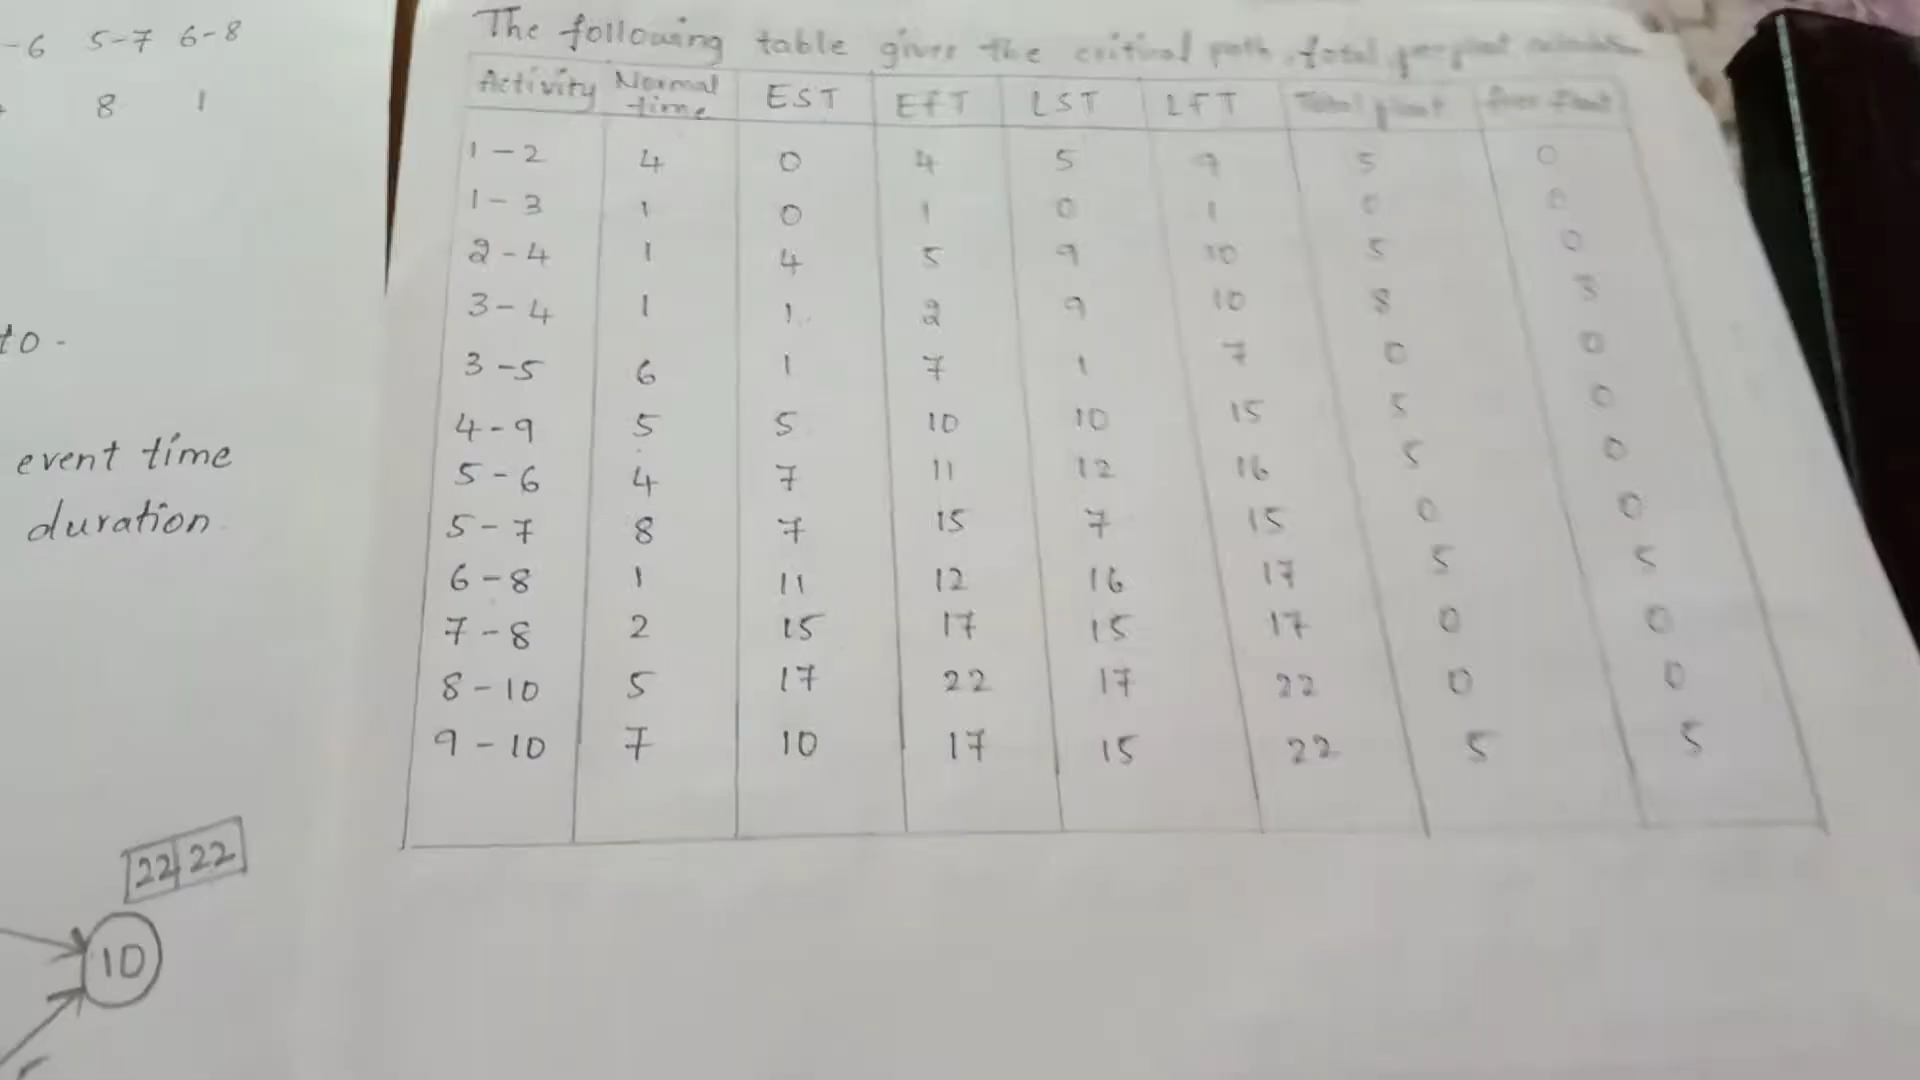 -6 5-7 6-8
8 1
to -
event time
duration
22 22
10
The following table gives the critical path, total
Activity Normal time EST EFT LST LFT Total float free float
1-2 4 0 4 5 9 5 0
1-3 1 0 1 0 1 0 0
2-4 1 4 5 9 10 5 0
3-4 1 1 2 9 10 8 3
3-5 6 1 7 1 7 0 0
4-9 5 5 10 10 15 5 0
5-6 4 7 11 12 16 5 0
5-7 8 7 15 7 15 0 0
6-8 1 11 12 16 17 5 5
7-8 2 15 17 15 17 0 0
8-10 5 17 22 17 22 0 0
9-10 7 10 17 15 22 5 5